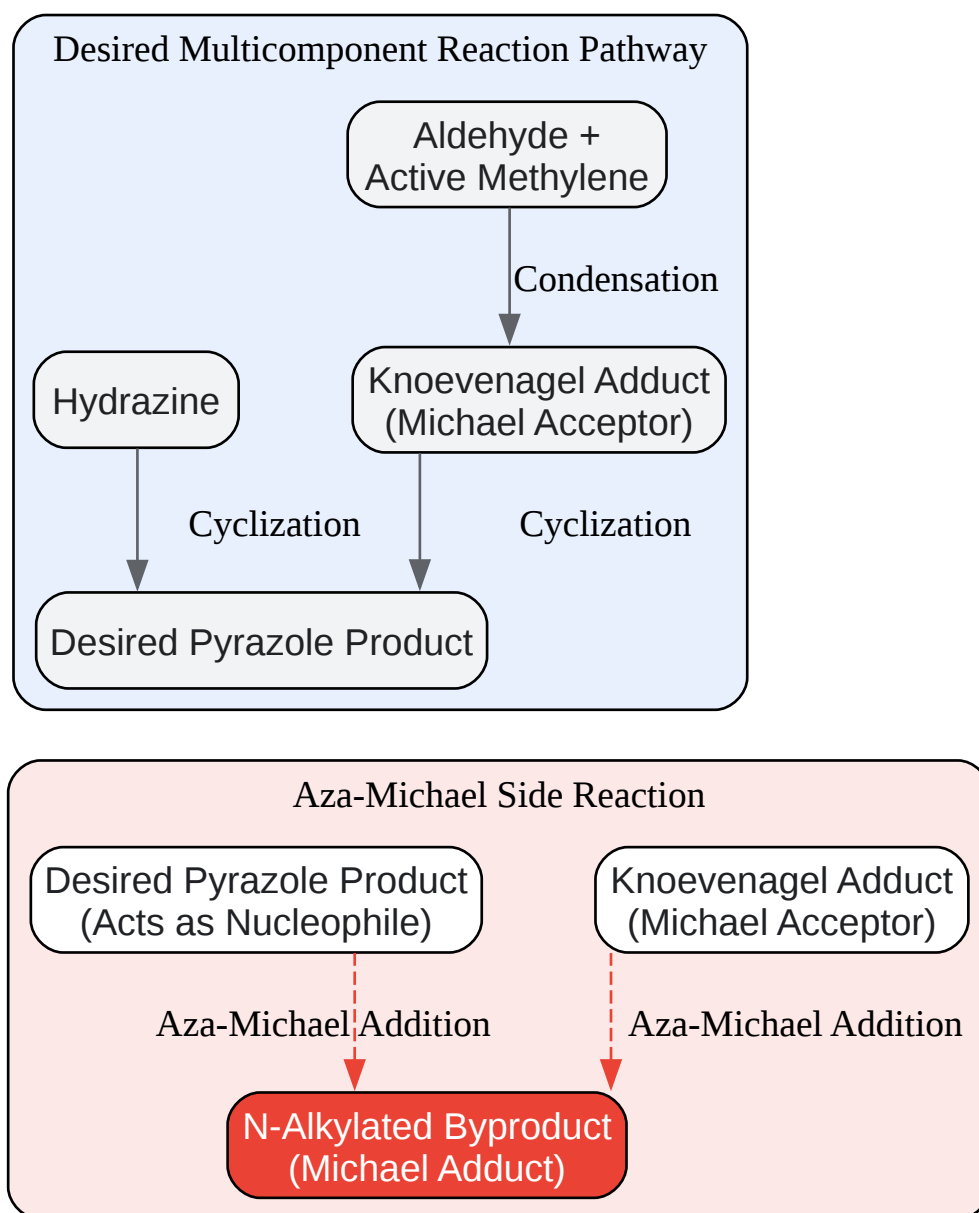 Desired Multicomponent Reaction Pathway
Aldehyde +
Active Methylene
Condensation
Hydrazine
Knoevenagel Adduct
(Michael Acceptor)
Cyclization
Cyclization
Desired Pyrazole Product
Aza-Michael Side Reaction
Desired Pyrazole Product
(Acts as Nucleophile)
Knoevenagel Adduct
(Michael Acceptor)
Aza-Michael Addition
Aza-Michael Addition
N-Alkylated Byproduct
(Michael Adduct)